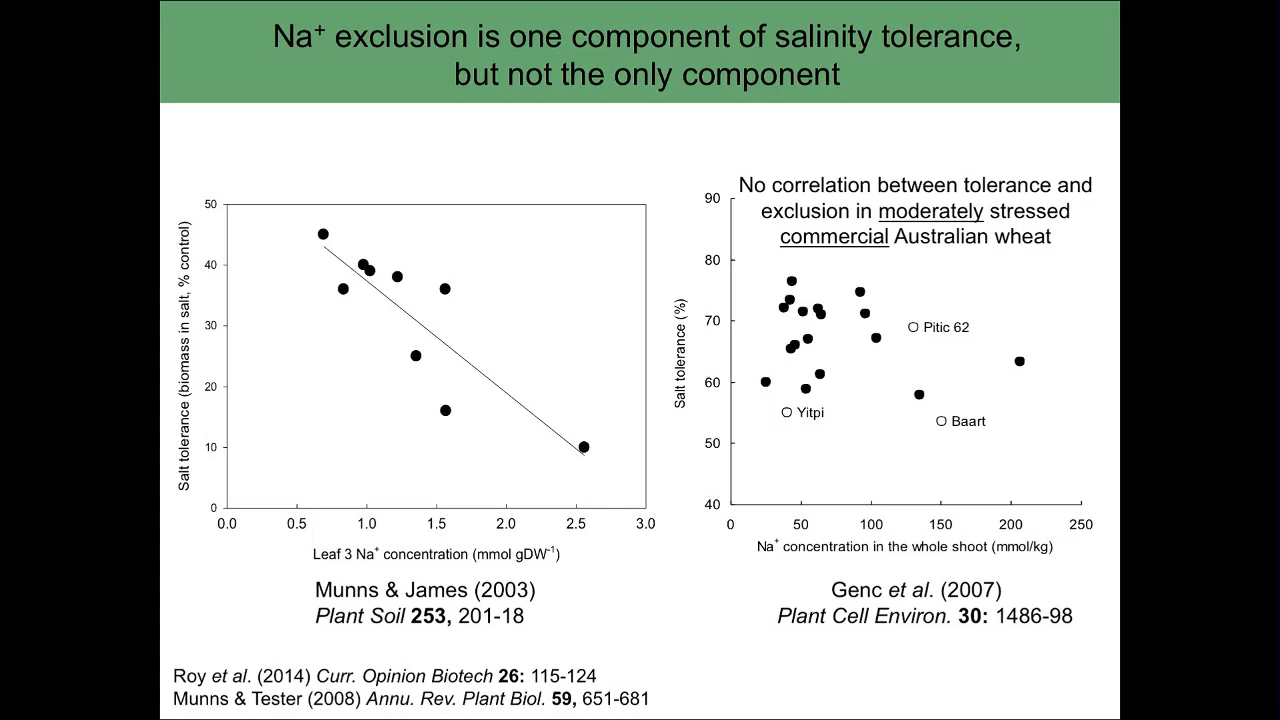 Na⁺ exclusion is one component of salinity tolerance,
but not the only component
50
40
30
20
10
0
Salt tolerance (biomass in salt, % control)
0.0 0.5 1.0 1.5 2.0 2.5 3.0
Leaf 3 Na⁺ concentration (mmol gDW⁻¹)
Munns & James (2003)
Plant Soil 253, 201-18
No correlation between tolerance and
exclusion in moderately stressed
commercial Australian wheat
90
80
70
60
50
40
Salt tolerance (%)
Pitic 62
Yitpi
Baart
0 50 100 150 200 250
Na⁺ concentration in the whole shoot (mmol/kg)
Genc et al. (2007)
Plant Cell Environ. 30: 1486-98
Roy et al. (2014) Curr. Opinion Biotech 26: 115-124
Munns & Tester (2008) Annu. Rev. Plant Biol. 59, 651-681